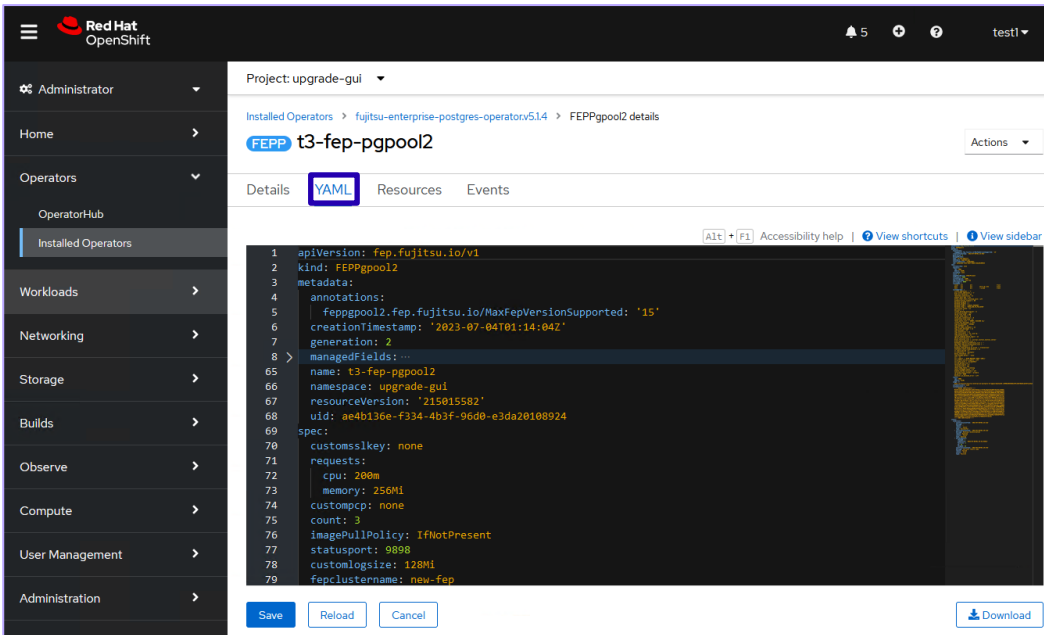 Red Hat
OpenShift
5
test1
Administrator
Home
Operators
OperatorHub
Installed Operators
Workloads
Networking
Storage
Builds
Observe
Compute
User Management
Administration
Project: upgrade-gui
Installed Operators > fujitsu-enterprise-postgres-operator.v5.1.4 > FEPPgpool2 details
FEPP t3-fep-pgpool2
Actions
Details YAML Resources Events
Alt + F1 Accessibility help | View shortcuts | View sidebar
1 apiVersion: fep.fujitsu.io/v1
2 kind: FEPPgpool2
3 metadata:
4 annotations:
5 feppgpool2.fep.fujitsu.io/MaxFepVersionSupported: '15'
6 creationTimestamp: '2023-07-04T01:14:04Z'
7 generation: 2
8 managedFields: ...
65 name: t3-fep-pgpool2
66 namespace: upgrade-gui
67 resourceVersion: '215015582'
68 uid: ae4b136e-f334-4b3f-96d0-e3da20108924
69 spec:
70 customsslkey: none
71 requests:
72 cpu: 200m
73 memory: 256Mi
74 custompcp: none
75 count: 3
76 imagePullPolicy: IfNotPresent
77 statusport: 9898
78 customlogsize: 128Mi
79 fepclustername: new-fep
Save Reload Cancel Download